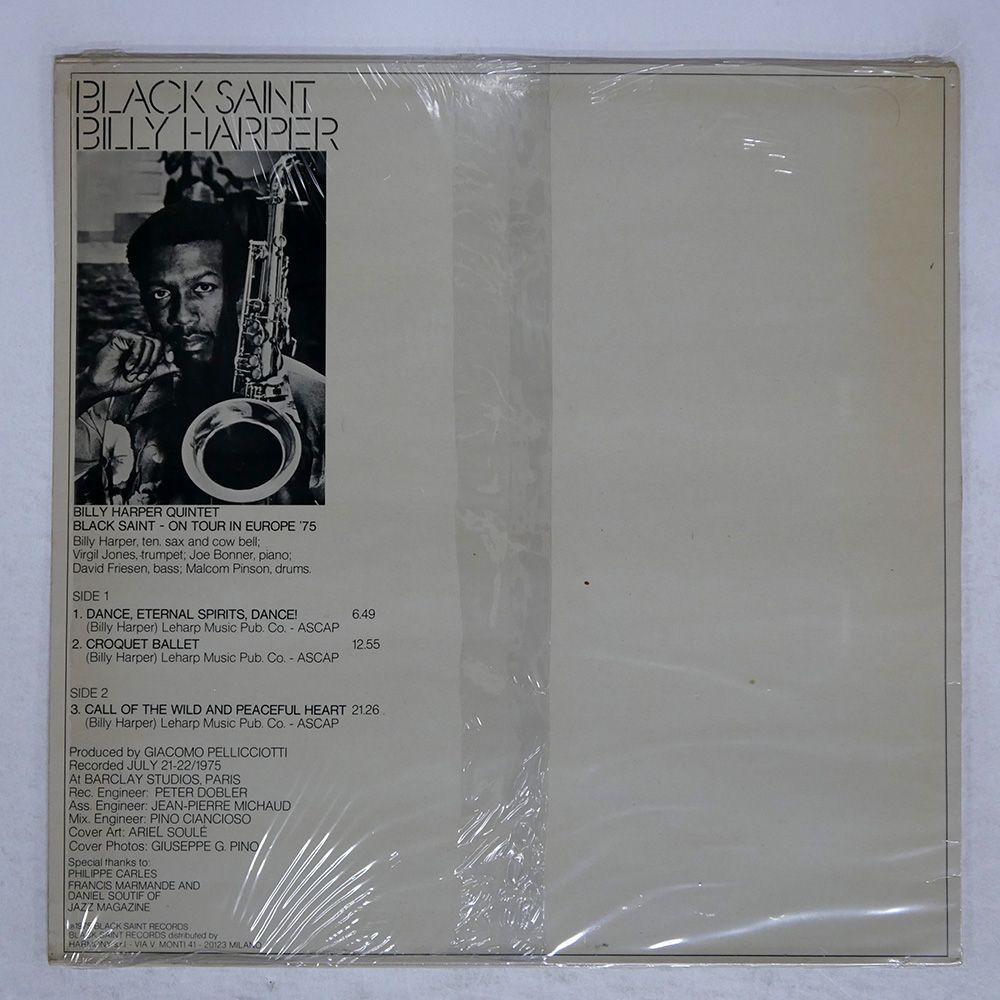 BLACK SAINT
BILLY HARPER
BILLY HARPER QUINTET
BLACK SAINT - ON TOUR IN EUROPE '75
Billy Harper, ten. sax and cow bell;
Virgil Jones, trumpet; Joe Bonner, piano;
David Friesen, bass; Malcom Pinson, drums.
SIDE 1
1. DANCE, ETERNAL SPIRITS, DANCE! 6.49
(Billy Harper) Leharp Music Pub. Co. - ASCAP
2. CROQUET BALLET 12.55
(Billy Harper) Leharp Music Pub. Co. - ASCAP
SIDE 2
3. CALL OF THE WILD AND PEACEFUL HEART 21.26
(Billy Harper) Leharp Music Pub. Co. - ASCAP
Produced by GIACOMO PELLICCIOTTI
Recorded JULY 21-22/1975
At BARCLAY STUDIOS, PARIS
Rec. Engineer: PETER DOBLER
Ass. Engineer: JEAN-PIERRE MICHAUD
Mix. Engineer: PINO CIANCIOSO
Cover Art: ARIEL SOULÉ
Cover Photos: GIUSEPPE G. PINO
Special thanks to:
PHILIPPE CARLES
FRANCIS MARMANDE AND
DANIEL SOUTIF OF
JAZZ MAGAZINE
BLACK SAINT RECORDS
BLACK SAINT RECORDS distributed by
HARMONY s.r.l - VIA V. MONTI 41 - 20123 MILANO